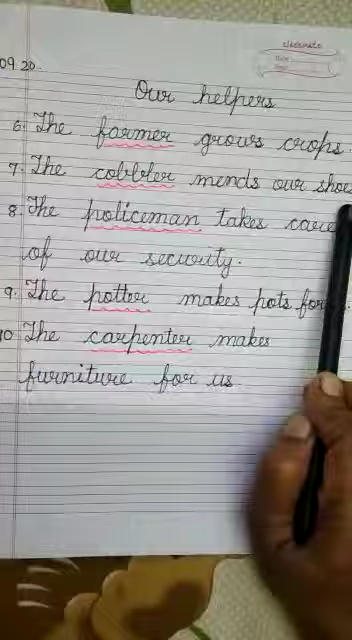 classmate
09.20
Our helpers
6. The farmer grows crops.
7. The cobbler mends our shoes
8. The policeman takes care
of our security.
9. The potter makes pots for
10 The carpenter makes
furniture for us